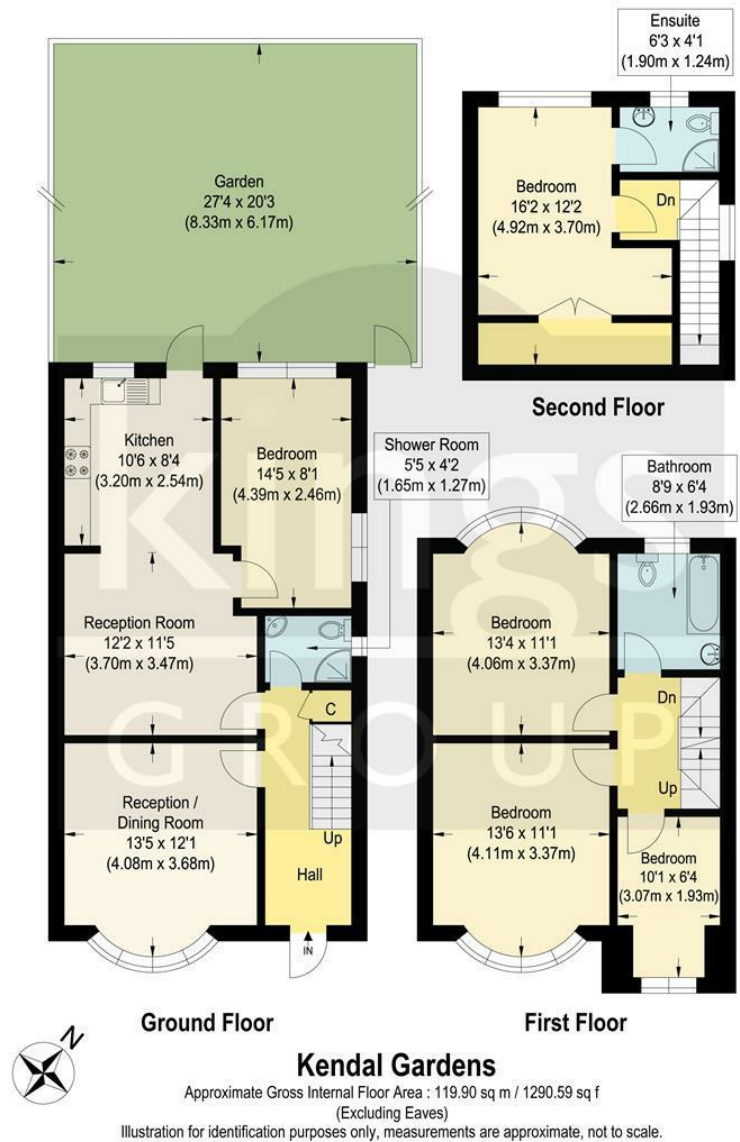 Ensuite
6'3 x 4'1
(1.90m x 1.24m)
Garden
27'4 x 20'3
(8.33m x 6.17m)
Bedroom
16'2 x 12'2
(4.92m x 3.70m)
Dn
Second Floor
Kitchen
10'6 x 8'4
(3.20m x 2.54m)
Bedroom
14'5 x 8'1
(4.39m x 2.46m)
Shower Room
5'5 x 4'2
(1.65m x 1.27m)
Bathroom
8'9 x 6'4
(2.66m x 1.93m)
Reception Room
12'2 x 11'5
(3.70m x 3.47m)
C
Reception /
Dining Room
13'5 x 12'1
(4.08m x 3.68m)
Up
Hall
IN
Bedroom
13'4 x 11'1
(4.06m x 3.37m)
Dn
Up
Bedroom
13'6 x 11'1
(4.11m x 3.37m)
Bedroom
10'1 x 6'4
(3.07m x 1.93m)
kings
GROUP
Ground Floor
First Floor
N
Kendal Gardens
Approximate Gross Internal Floor Area : 119.90 sq m / 1290.59 sq f
(Excluding Eaves)
Illustration for identification purposes only, measurements are approximate, not to scale.